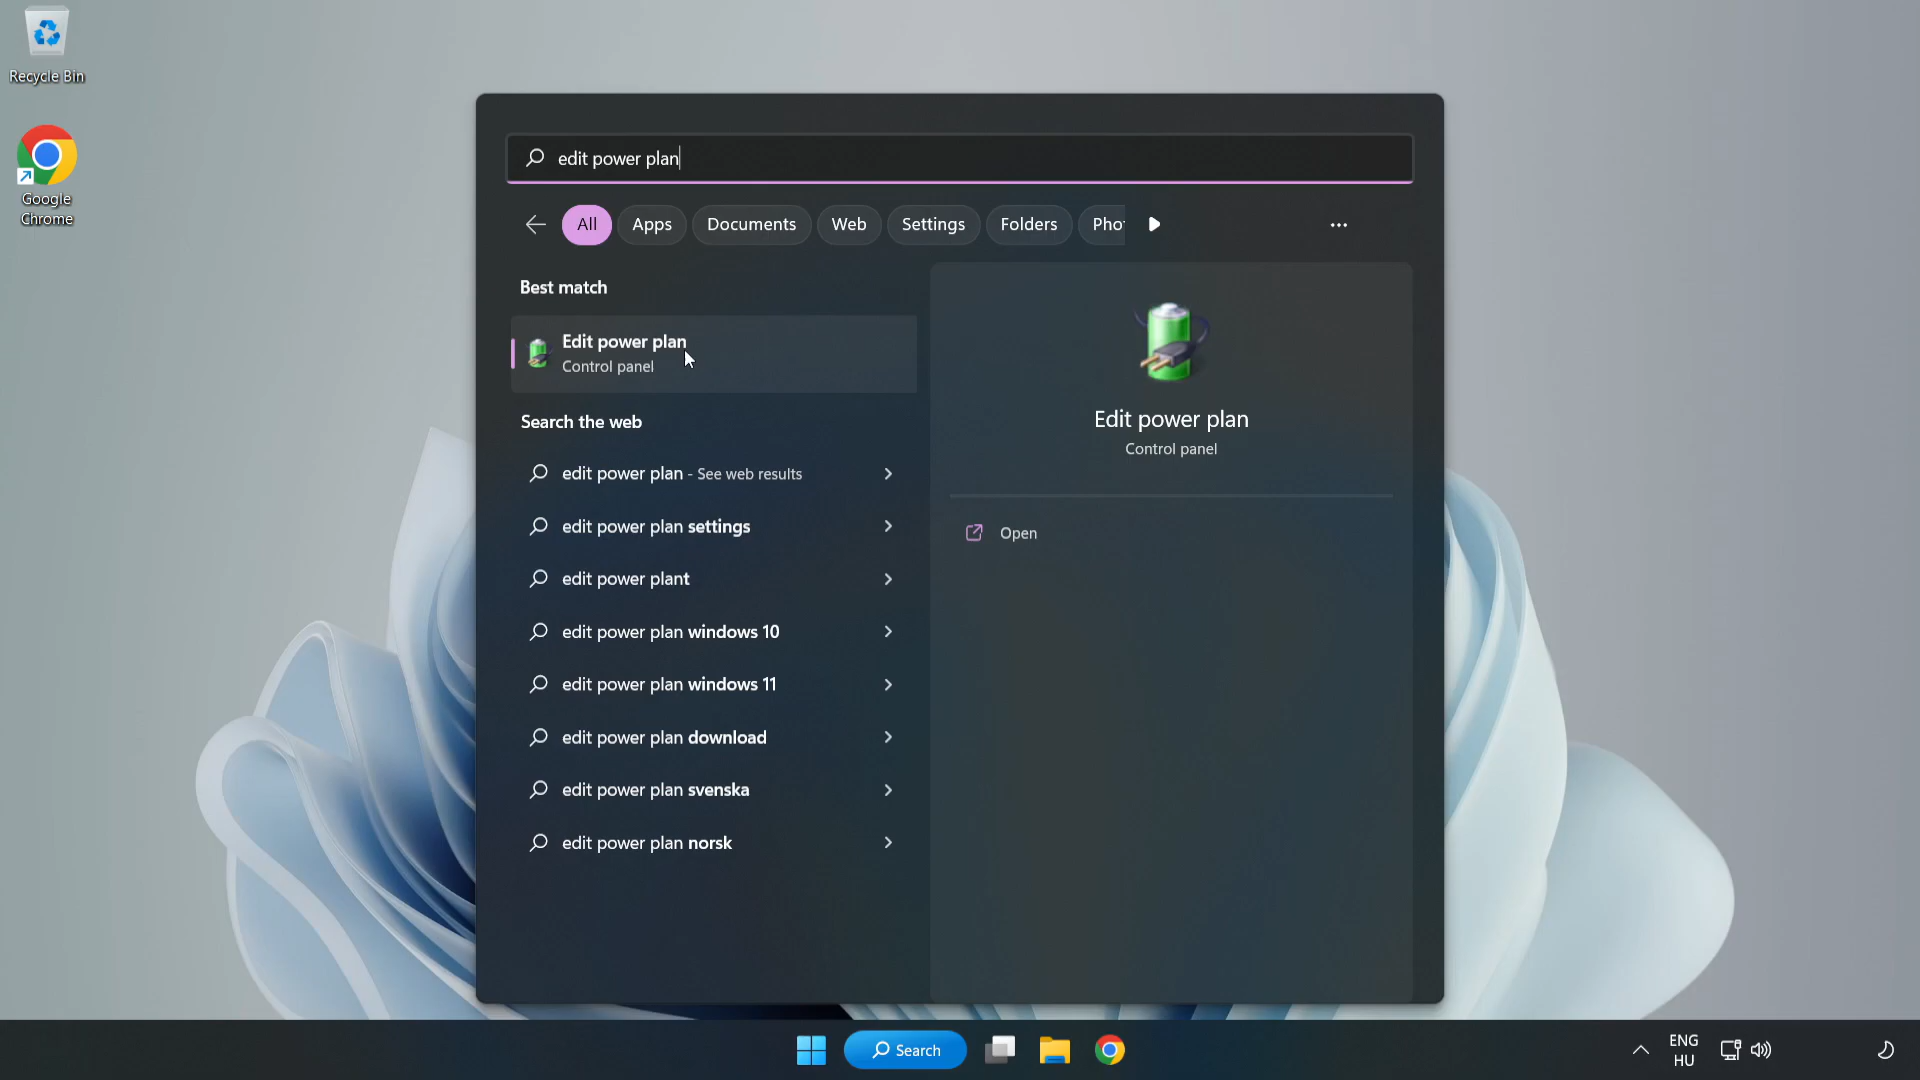 Recycle Bin
Google
Chrome
edit power plan
All
Apps
Documents
Web
Settings
Folders
Pho
Best match
Edit power plan
Control panel
Search the web
edit power plan - See web results
edit power plan settings
edit power plant
edit power plan windows 10
edit power plan windows 11
edit power plan download
edit power plan svenska
edit power plan norsk
Edit power plan
Control panel
Open
Search
ENG
HU